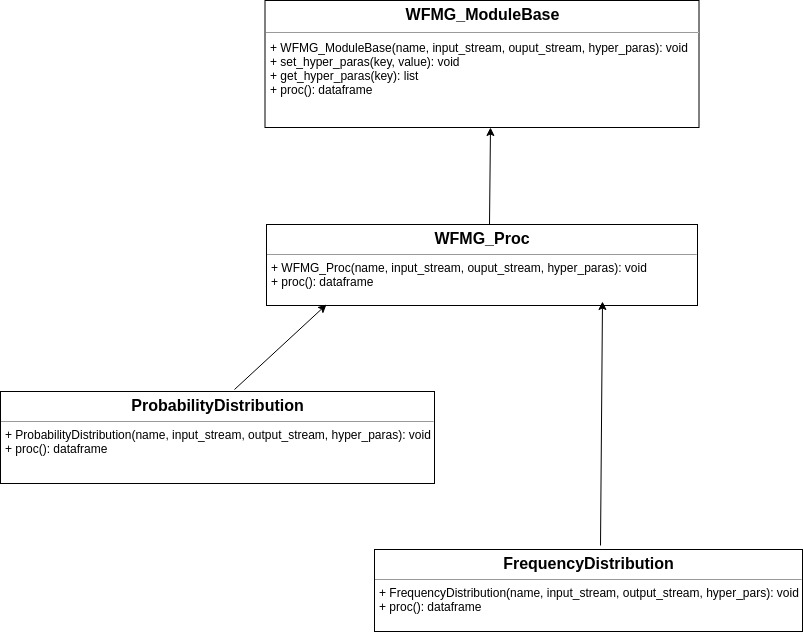 WFMG_ModuleBase
+ WFMG_ModuleBase(name, input_stream, ouput_stream, hyper_paras): void
+ set_hyper_paras(key, value): void
+ get_hyper_paras(key): list
+ proc(): dataframe
WFMG_Proc
+ WFMG_Proc(name, input_stream, ouput_stream, hyper_paras): void
+ proc(): dataframe
ProbabilityDistribution
+ ProbabilityDistribution(name, input_stream, output_stream, hyper_paras): void
+ proc(): dataframe
FrequencyDistribution
+ FrequencyDistribution(name, input_stream, output_stream, hyper_pars): void
+ proc(): dataframe